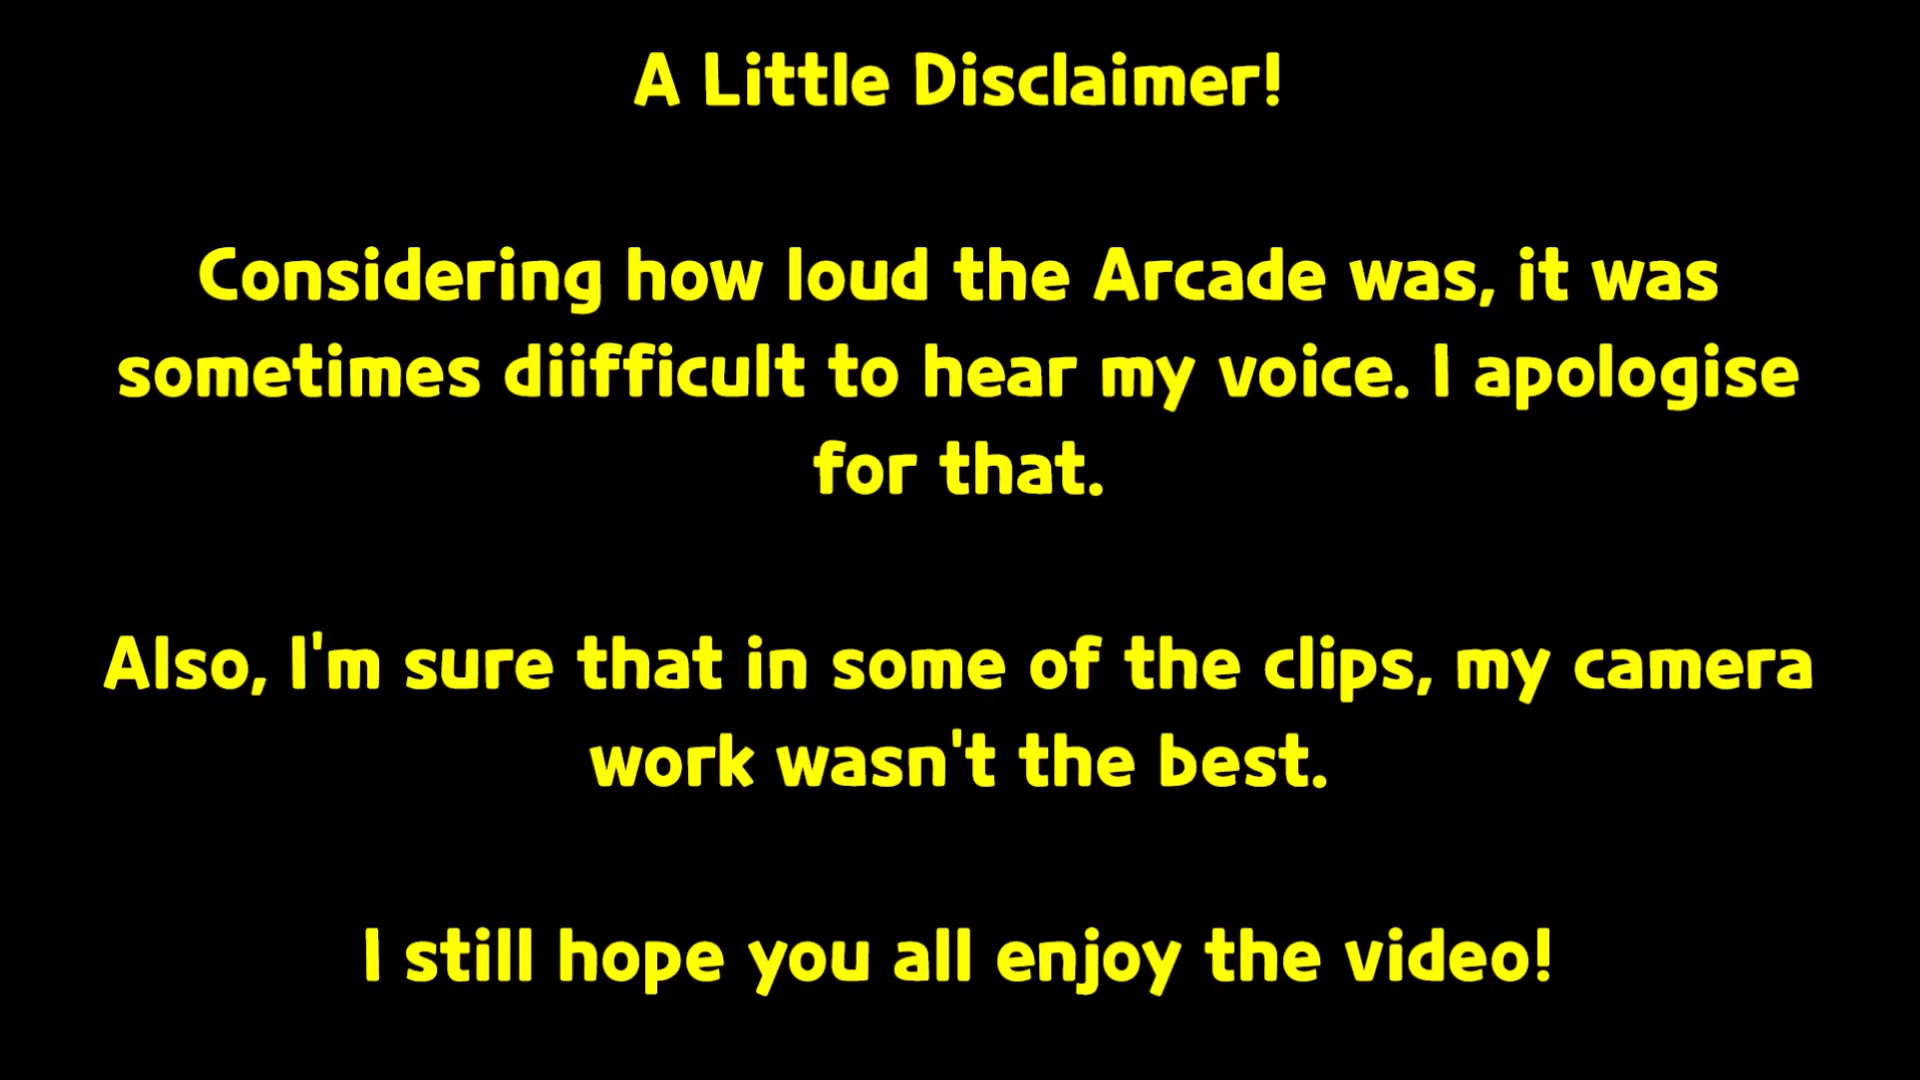 A Little Disclaimer!
Considering how loud the Arcade was, it was
sometimes diifficult to hear my voice. I apologise
for that.
Also, I'm sure that in some of the clips, my camera
work wasn't the best.
I still hope you all enjoy the video!